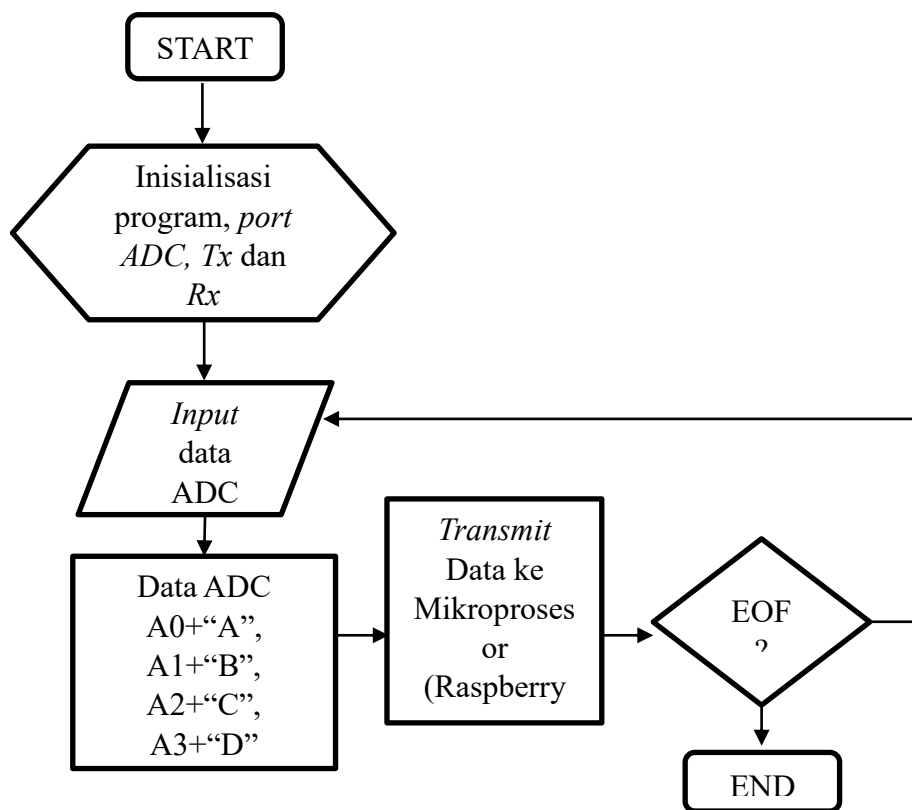 START
Inisialisasi
program, port
ADC, Tx dan
Rx
Input
data
ADC
Data ADC
A0+“A”,
A1+“B”,
A2+“C”,
A3+“D”
Transmit
Data ke
Mikroproses
or
(Raspberry
EOF
?
END